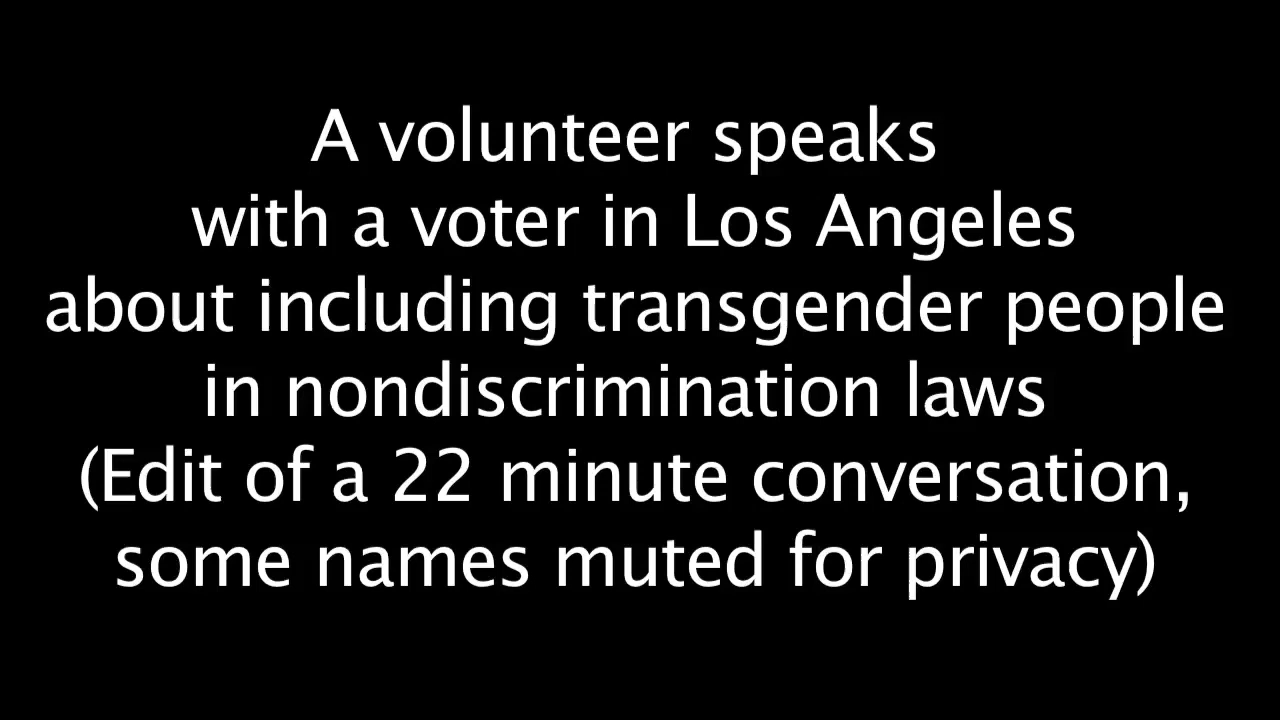 A volunteer speaks
with a voter in Los Angeles
about including transgender people
in nondiscrimination laws
(Edit of a 22 minute conversation,
some names muted for privacy)